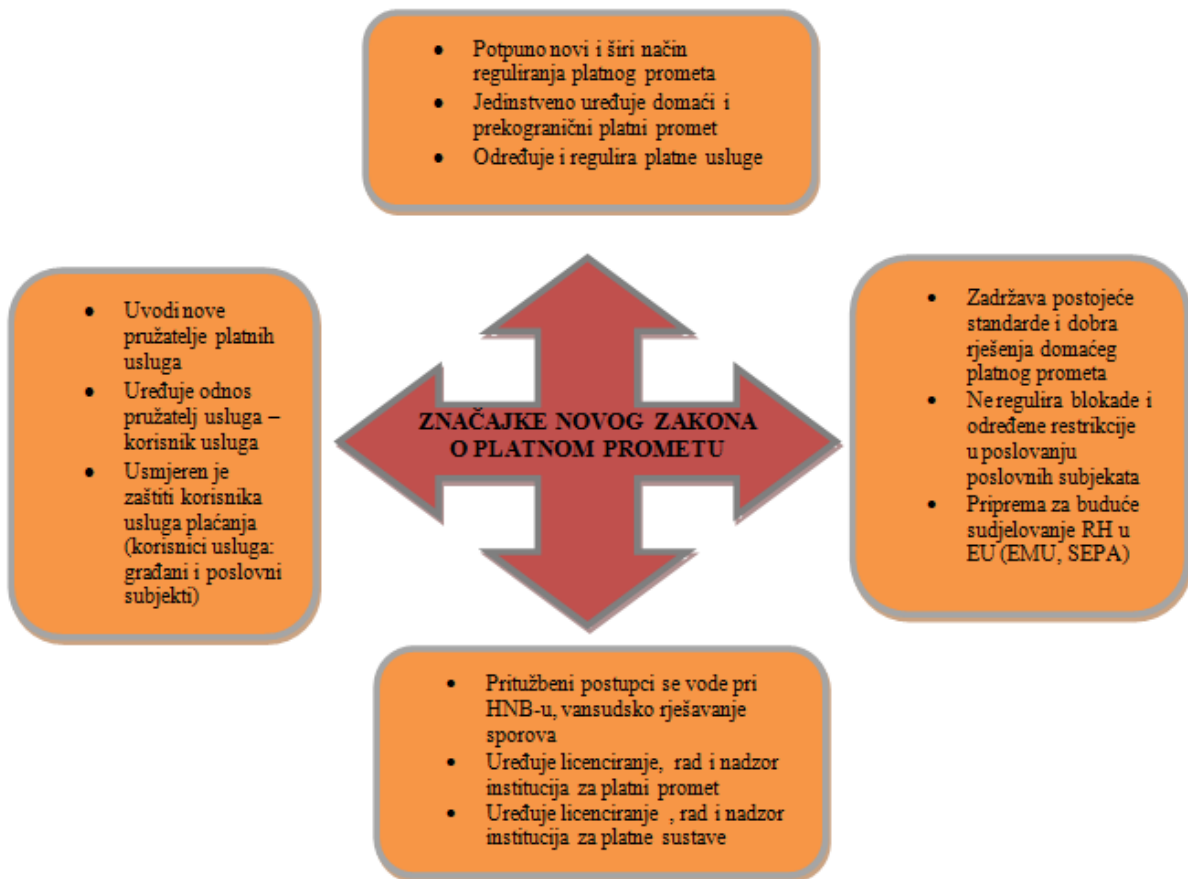 • Potpuno novi i širi način
reguliranja platnog prometa
• Jedinstveno uređuje domaći i
prekogranični platni promet
• Određuje i regulira platne usluge
• Uvodi nove
pružatelje platnih
usluga
• Uređuje odnos
pružatelj usluga –
korisnik usluga
• Usmjeren je
zaštiti korisnika
usluga plaćanja
(korisnici usluga:
građani i poslovni
subjekti)
ZNAČAJKE NOVOG ZAKONA
O PLATNOM PROMETU
• Zadržava postojeće
standarde i dobra
rješenja domaćeg
platnog prometa
• Ne regulira blokade i
određene restrikcije
u poslovanju
poslovnih subjekata
• Priprema za buduće
sudjelovanje RH u
EU (EMU, SEPA)
• Pritužbeni postupci se vode pri
HNB-u, vansudsko rješavanje
sporova
• Uređuje licenciranje, rad i nadzor
institucija za platni promet
• Uređuje licenciranje , rad i nadzor
institucija za platne sustave